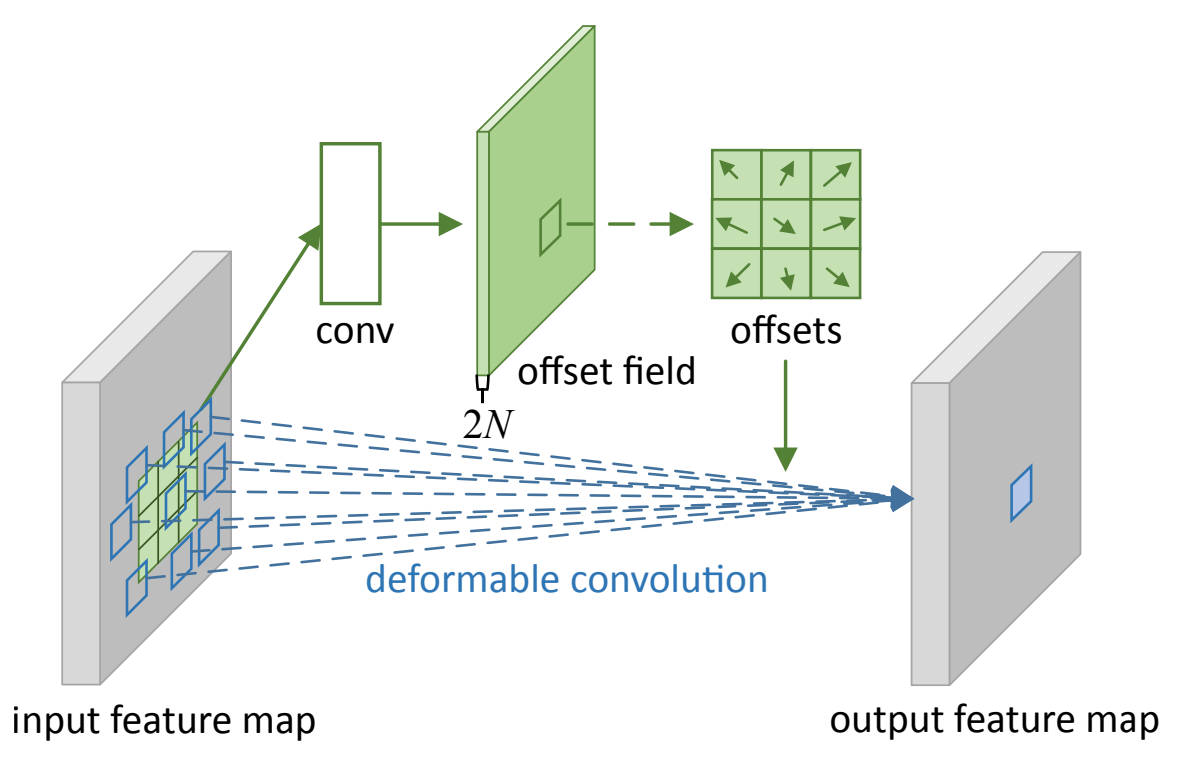 conv
offsets
offset field
2N
deformable convolution
input feature map
output feature map